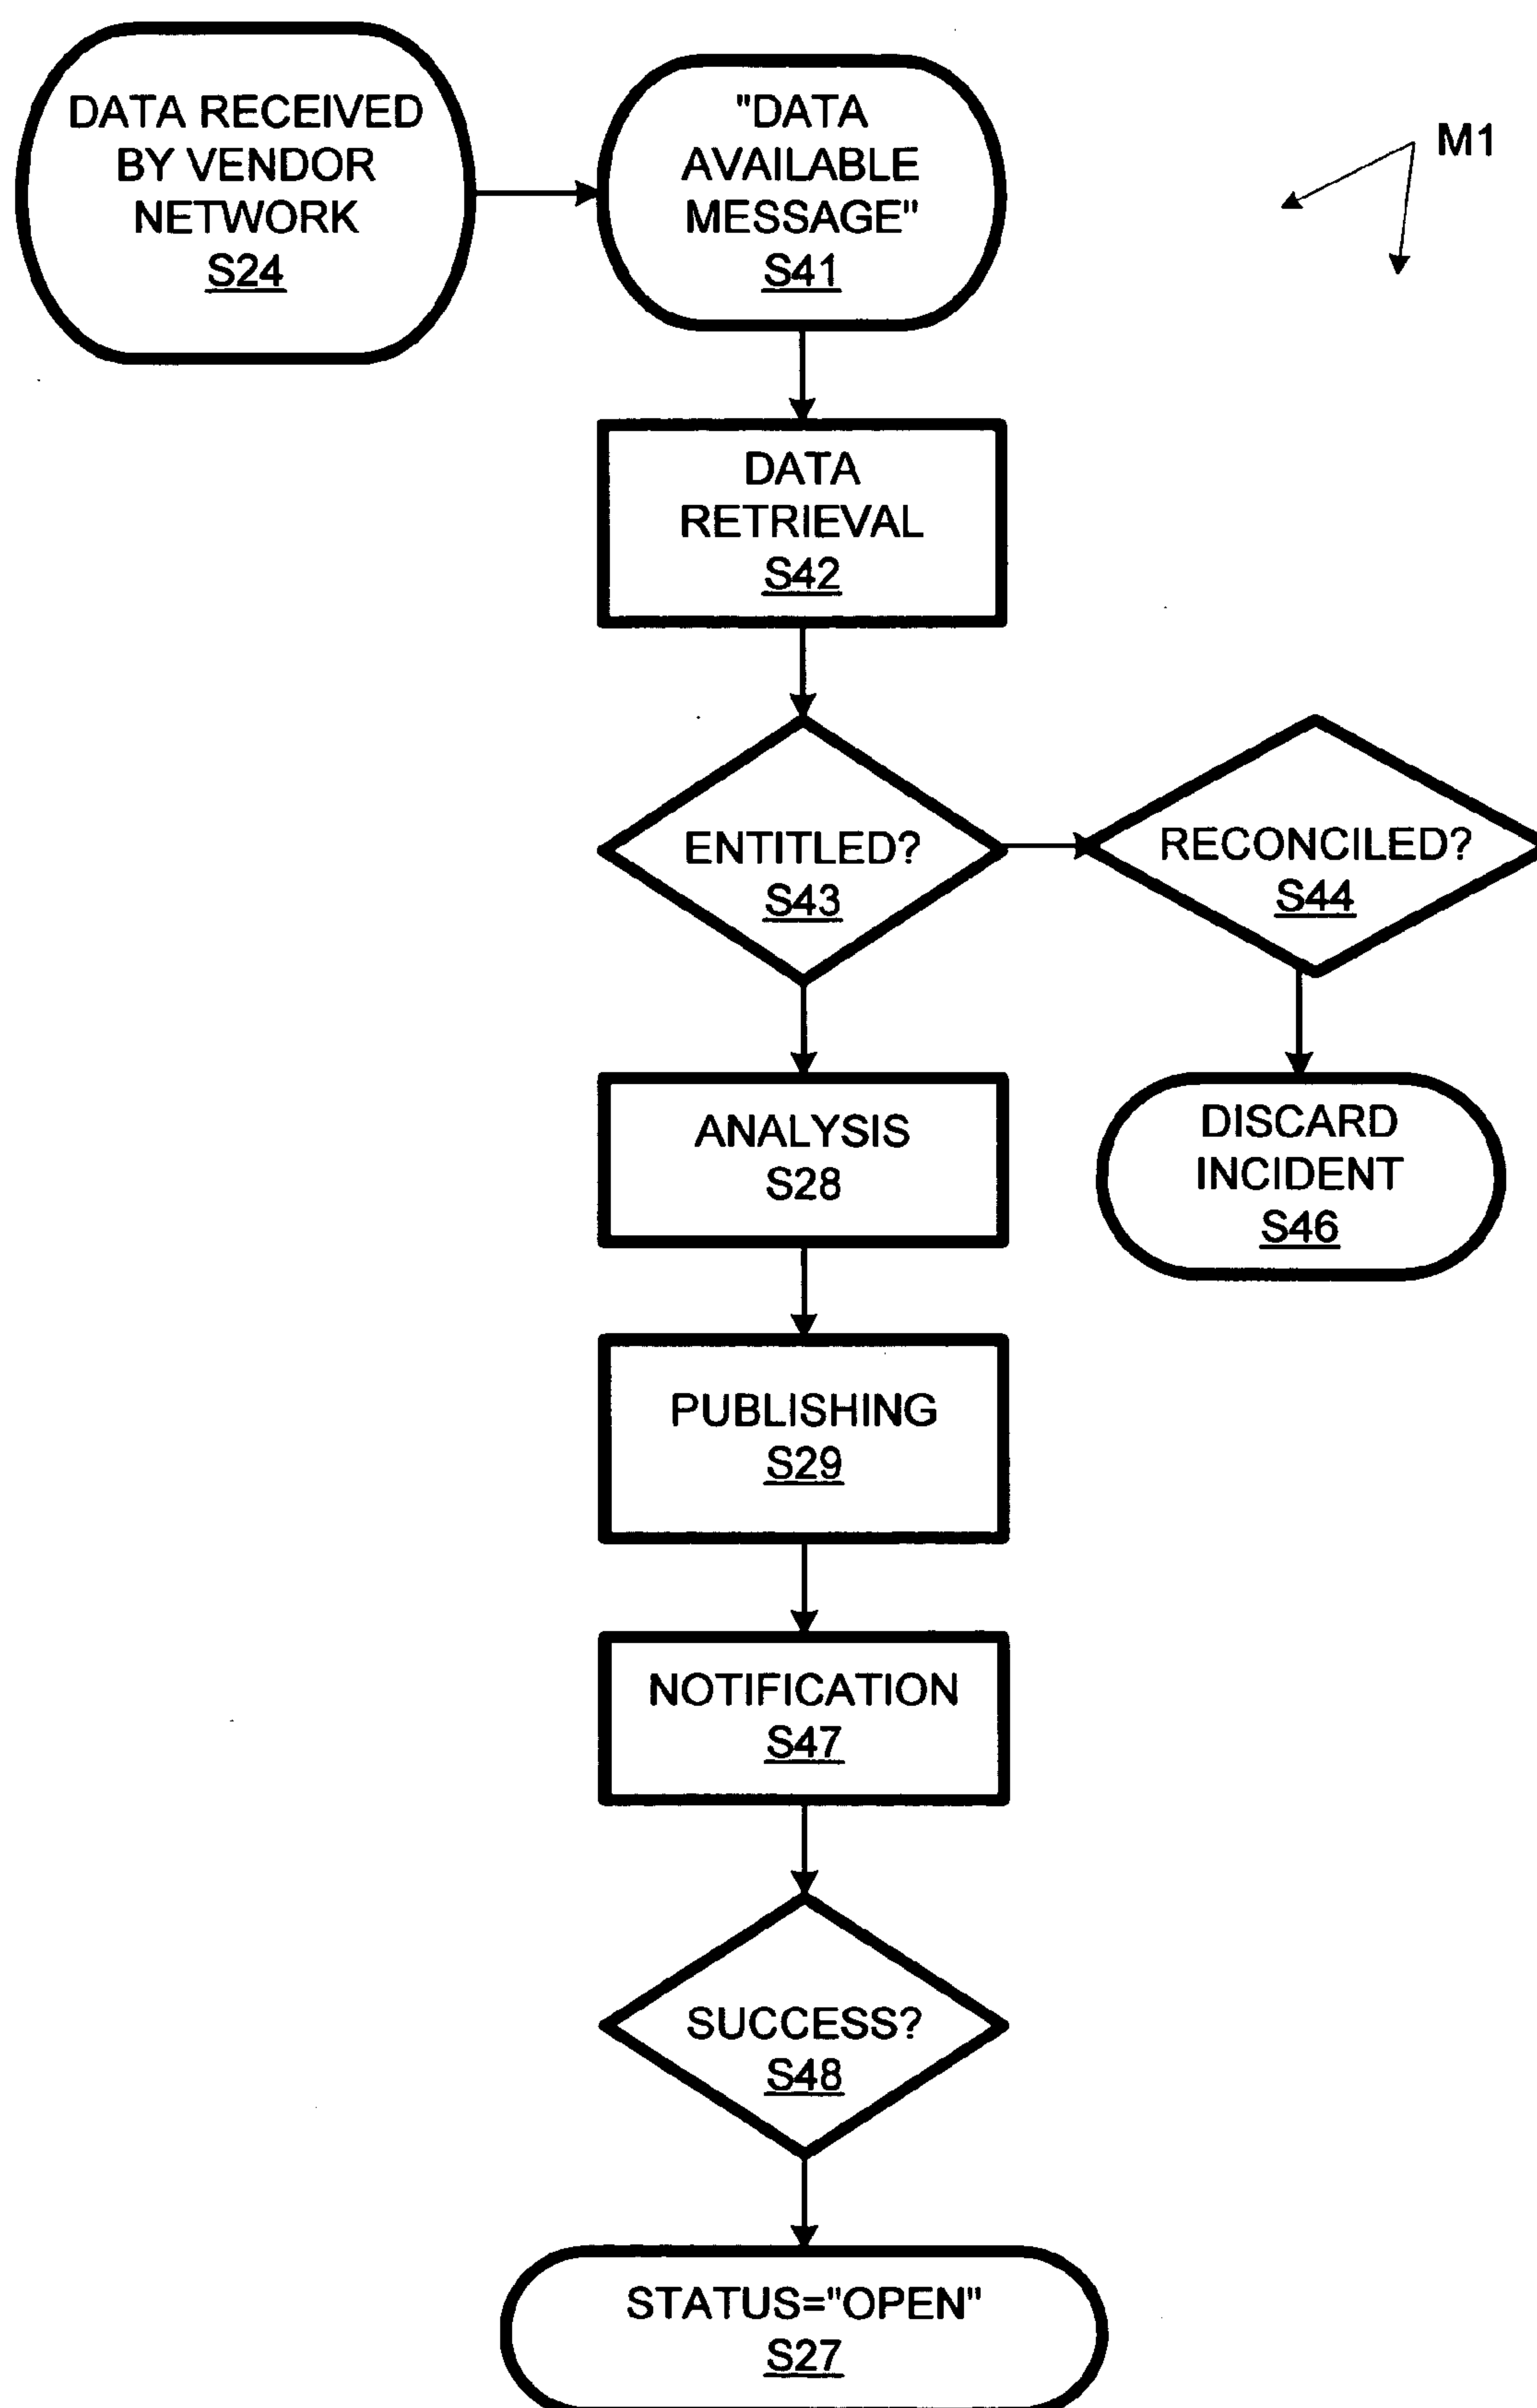 DATA RECEIVED
BY VENDOR
NETWORK
S24
"DATA
AVAILABLE
MESSAGE"
S41
M1
DATA
RETRIEVAL
S42
ENTITLED?
S43
RECONCILED?
S44
ANALYSIS
S28
DISCARD
INCIDENT
S46
PUBLISHING
S29
NOTIFICATION
S47
SUCCESS?
S48
STATUS="OPEN"
S27